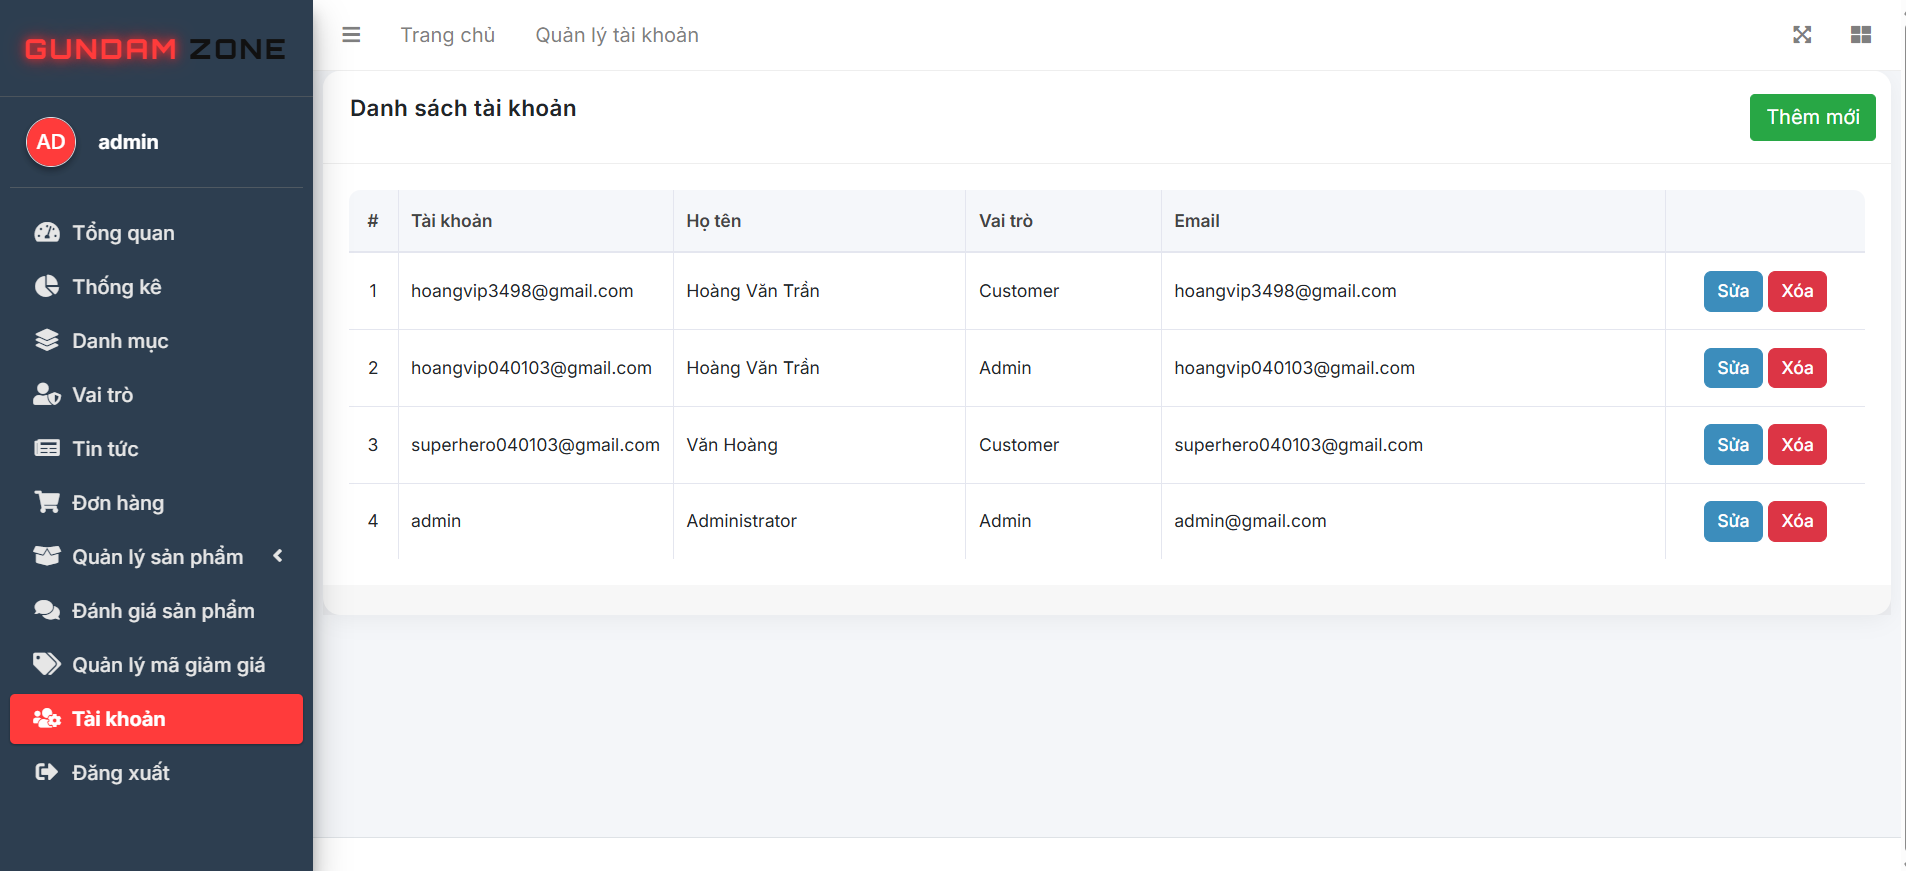 GUNDAM ZONE
AD
admin
Tổng quan
Thống kê
Danh mục
Vai trò
Tin tức
Đơn hàng
Quản lý sản phẩm
Đánh giá sản phẩm
Quản lý mã giảm giá
Tài khoản
Đăng xuất
Trang chủ Quản lý tài khoản
Danh sách tài khoản
Thêm mới
# Tài khoản Họ tên Vai trò Email
1 hoangvip3498@gmail.com Hoàng Văn Trần Customer hoangvip3498@gmail.com Sửa Xóa
2 hoangvip040103@gmail.com Hoàng Văn Trần Admin hoangvip040103@gmail.com Sửa Xóa
3 superhero040103@gmail.com Văn Hoàng Customer superhero040103@gmail.com Sửa Xóa
4 admin Administrator Admin admin@gmail.com Sửa Xóa